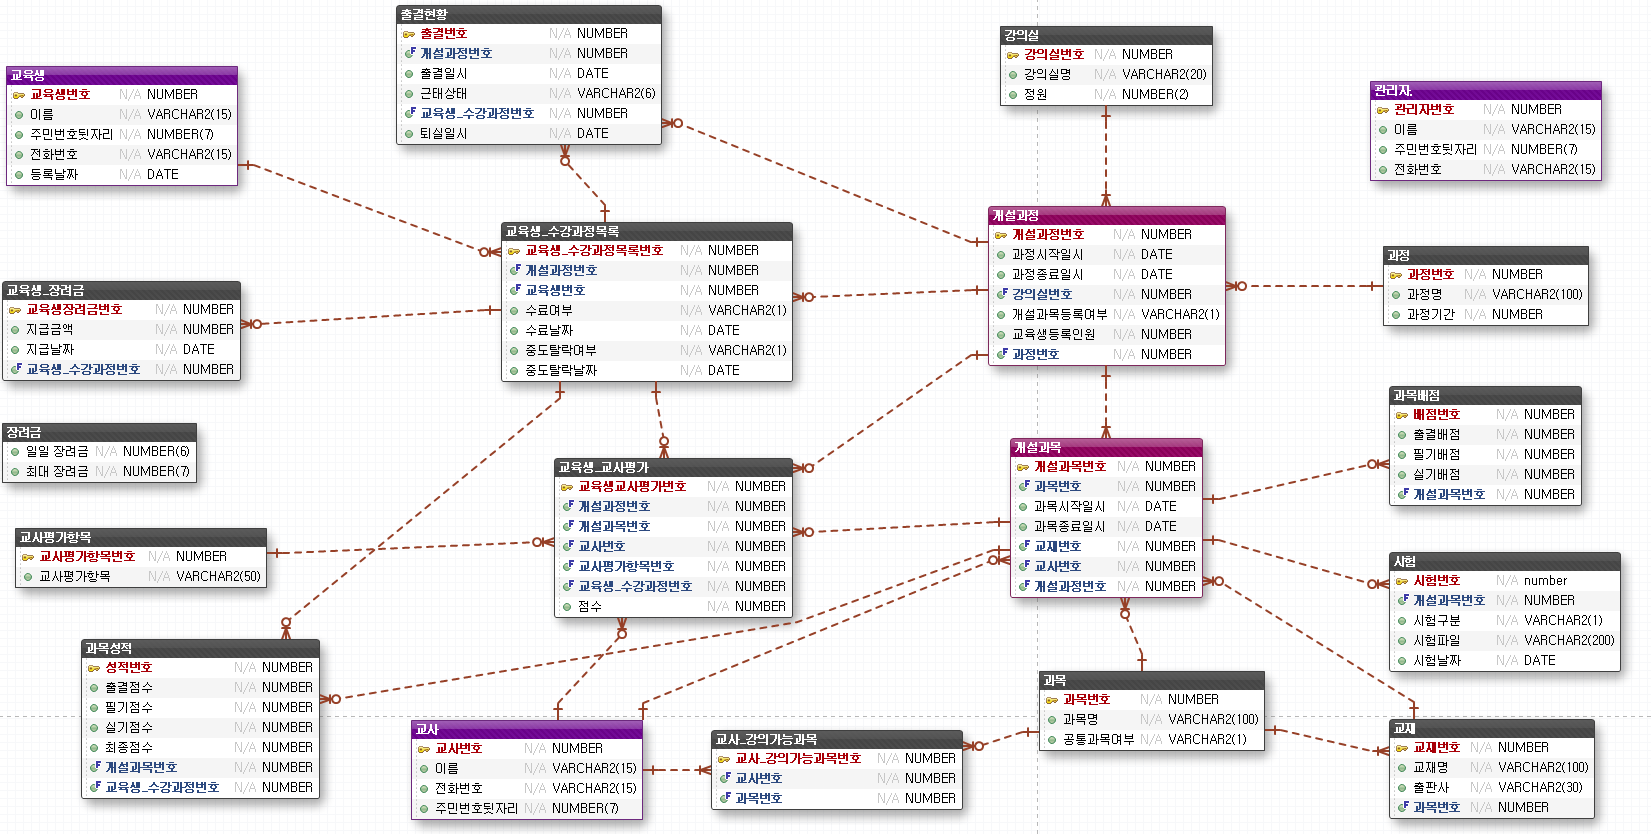 출결현황
출결번호 N/A NUMBER
개설과정번호 N/A NUMBER
출결일시 N/A DATE
근태상태 N/A VARCHAR2(6)
교육생_수강과정번호 N/A NUMBER
퇴실일시 N/A DATE
강의실
강의실번호 N/A NUMBER
강의실명 N/A VARCHAR2(20)
정원 N/A NUMBER(2)
교육생
교육생번호 N/A NUMBER
이름 N/A VARCHAR2(15)
주민번호뒷자리 N/A NUMBER(7)
전화번호 N/A VARCHAR2(15)
등록날짜 N/A DATE
관리자.
관리자번호 N/A NUMBER
이름 N/A VARCHAR2(15)
주민번호뒷자리 N/A NUMBER(7)
전화번호 N/A VARCHAR2(15)
교육생_수강과정목록
교육생_수강과정목록번호 N/A NUMBER
개설과정번호 N/A NUMBER
교육생번호 N/A NUMBER
수료여부 N/A VARCHAR2(1)
수료날짜 N/A DATE
중도탈락여부 N/A VARCHAR2(1)
중도탈락날짜 N/A DATE
개설과정
개설과정번호 N/A NUMBER
과정시작일시 N/A DATE
과정종료일시 N/A DATE
강의실번호 N/A NUMBER
개설과목등록여부 N/A VARCHAR2(1)
교육생등록인원 N/A NUMBER
과정번호 N/A NUMBER
과정
과정번호 N/A NUMBER
과정명 N/A VARCHAR2(100)
과정기간 N/A NUMBER
교육생_장려금
교육생장려금번호 N/A NUMBER
지급금액 N/A NUMBER
지급날짜 N/A DATE
교육생_수강과정번호 N/A NUMBER
장려금
일일 장려금 N/A NUMBER(6)
최대 장려금 N/A NUMBER(7)
과목배점
배점번호 N/A NUMBER
출결배점 N/A NUMBER
필기배점 N/A NUMBER
실기배점 N/A NUMBER
개설과목번호 N/A NUMBER
교육생_교사평가
교육생교사평가번호 N/A NUMBER
개설과정번호 N/A NUMBER
개설과목번호 N/A NUMBER
교사번호 N/A NUMBER
교사평가항목번호 N/A NUMBER
교육생_수강과정번호 N/A NUMBER
점수 N/A NUMBER
개설과목
개설과목번호 N/A NUMBER
과목번호 N/A NUMBER
과목시작일시 N/A DATE
과목종료일시 N/A DATE
교재번호 N/A NUMBER
교사번호 N/A NUMBER
개설과정번호 N/A NUMBER
교사평가항목
교사평가항목번호 N/A NUMBER
교사평가항목 N/A VARCHAR2(50)
시험
시험번호 N/A number
개설과목번호 N/A NUMBER
시험구분 N/A VARCHAR2(1)
시험파일 N/A VARCHAR2(200)
시험날짜 N/A DATE
과목성적
성적번호 N/A NUMBER
출결점수 N/A NUMBER
필기점수 N/A NUMBER
실기점수 N/A NUMBER
최종점수 N/A NUMBER
개설과목번호 N/A NUMBER
교육생_수강과정번호 N/A NUMBER
과목
과목번호 N/A NUMBER
과목명 N/A VARCHAR2(100)
공통과목여부 N/A VARCHAR2(1)
교사
교사번호 N/A NUMBER
이름 N/A VARCHAR2(15)
전화번호 N/A VARCHAR2(15)
주민번호뒷자리 N/A NUMBER(7)
교사_강의가능과목
교사_강의가능과목번호 N/A NUMBER
교사번호 N/A NUMBER
과목번호 N/A NUMBER
교재
교재번호 N/A NUMBER
교재명 N/A VARCHAR2(100)
출판사 N/A VARCHAR2(30)
과목번호 N/A NUMBER